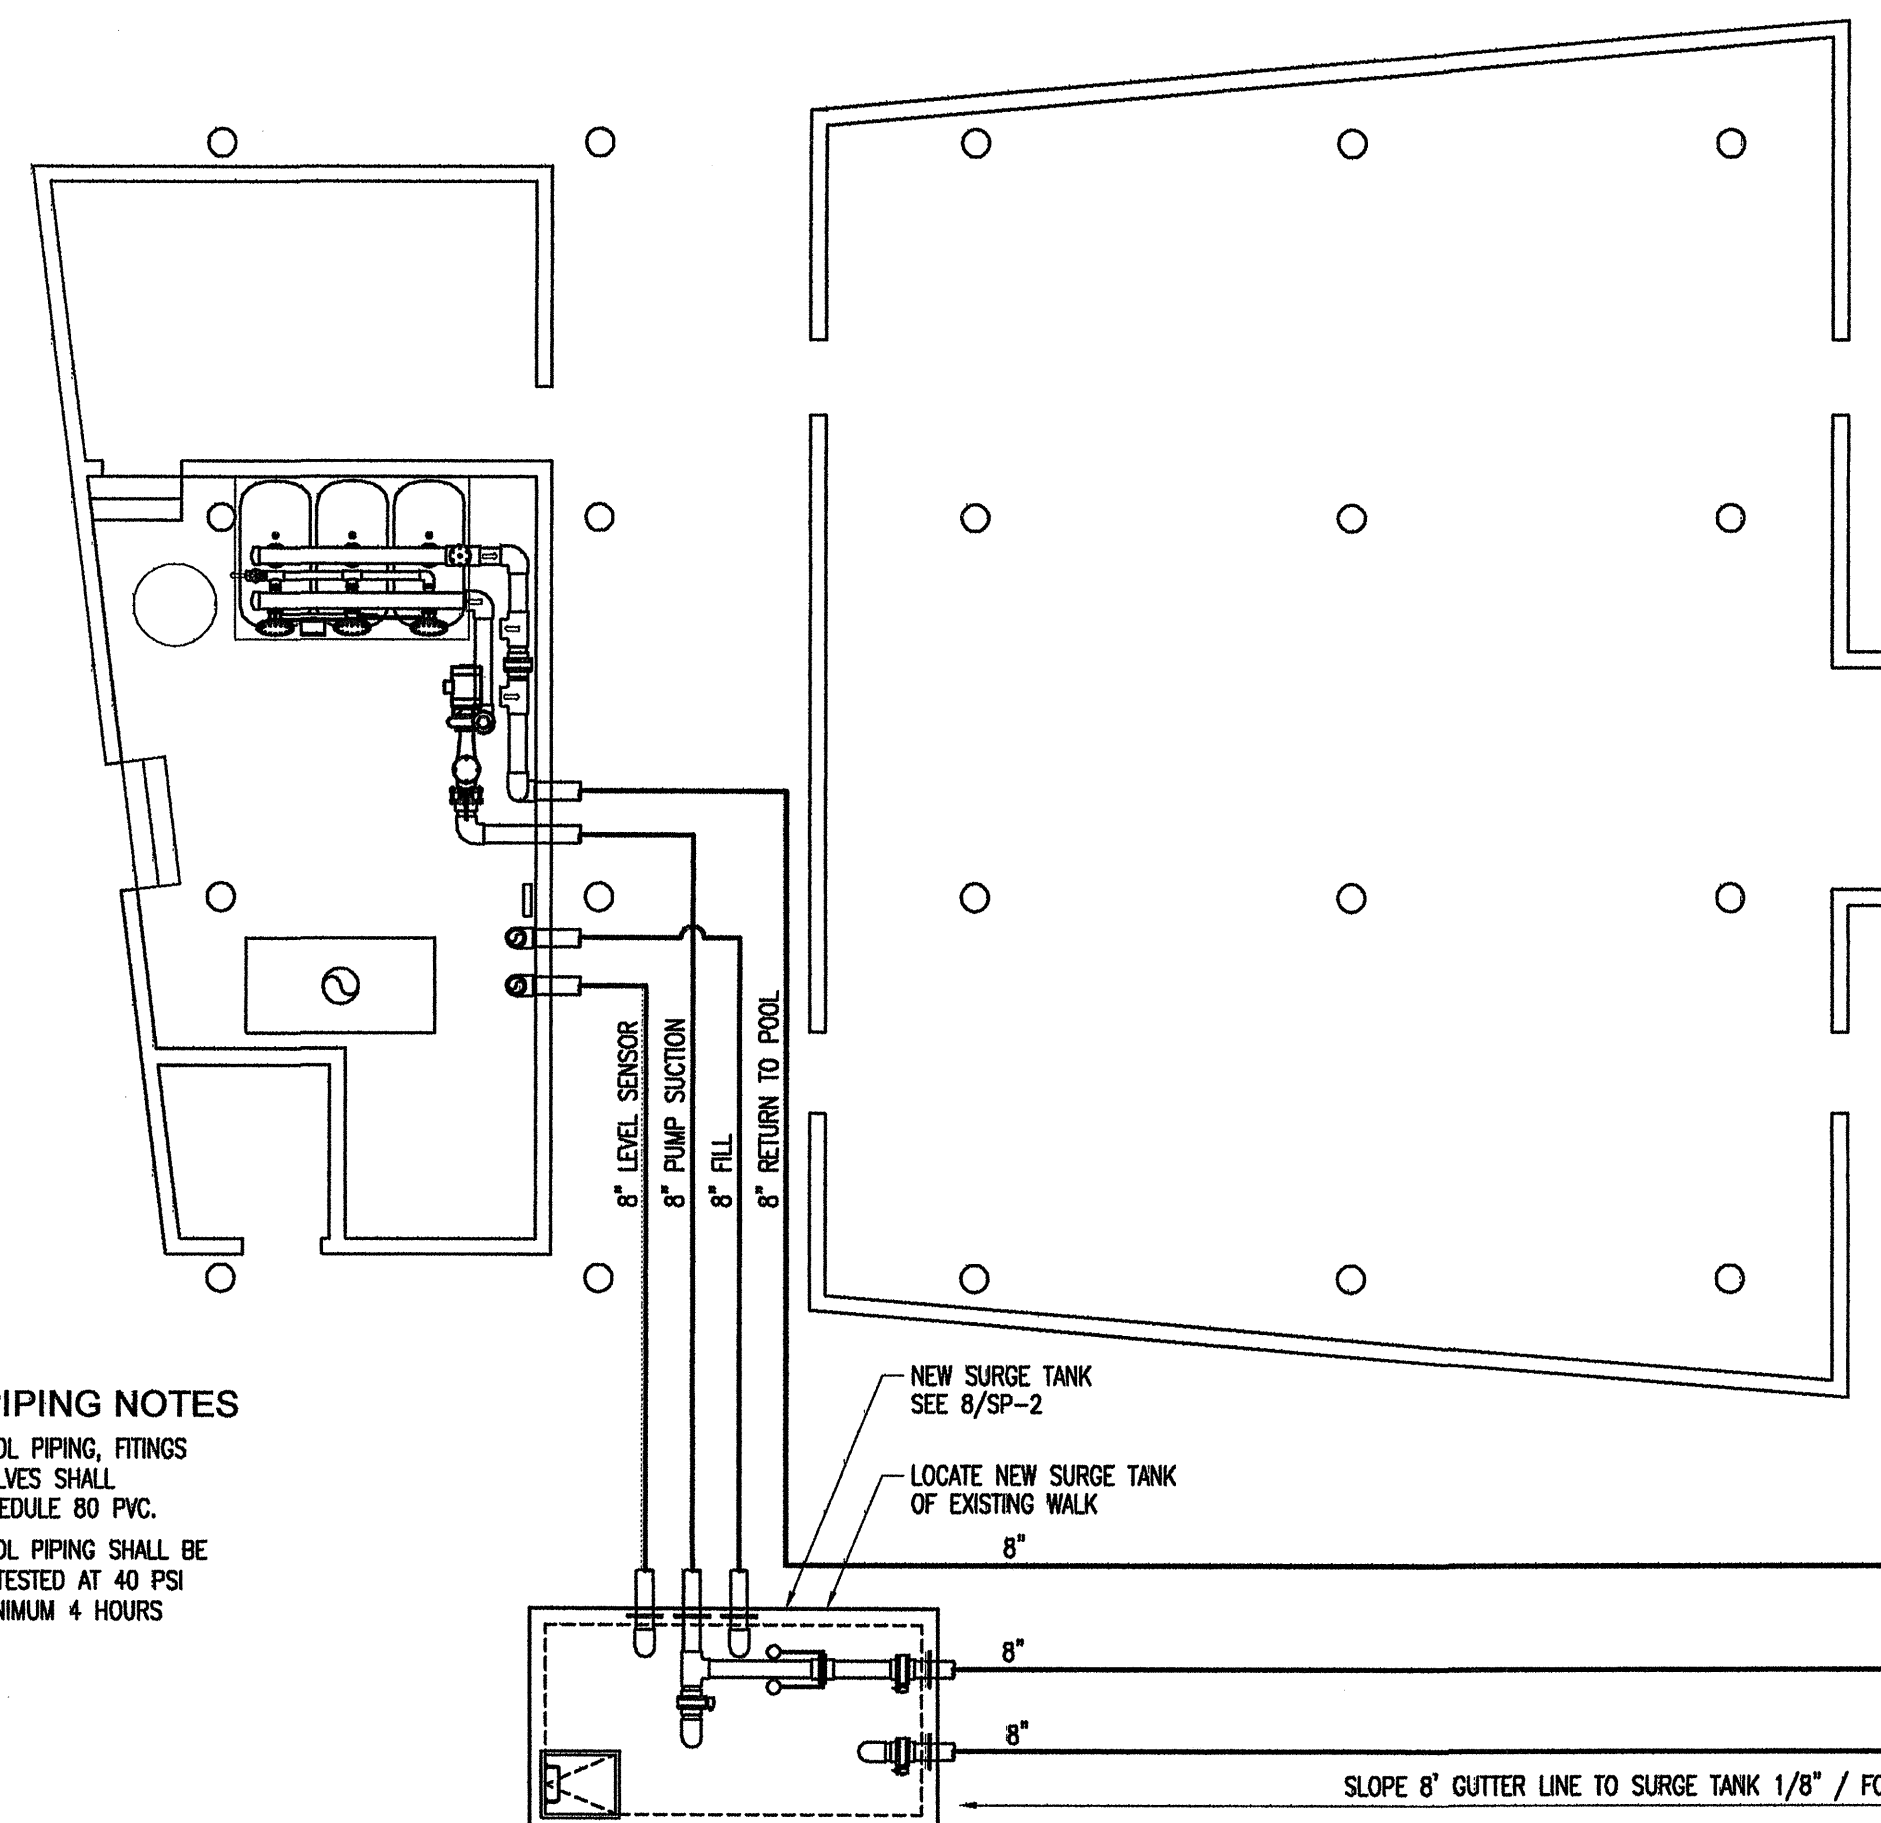 8" LEVEL SENSOR
8" PUMP SUCTION
8" FILL
8" RETURN TO POOL
NEW SURGE TANK
SEE 8/SP-2
LOCATE NEW SURGE TANK
OF EXISTING WALK
8"
8"
8"
SLOPE 8' GUTTER LINE TO SURGE TANK 1/8" / FO
PIPING NOTES
OL PIPING, FITINGS
LVES SHALL
EDULE 80 PVC.
OL PIPING SHALL BE
TESTED AT 40 PSI
NIMUM 4 HOURS